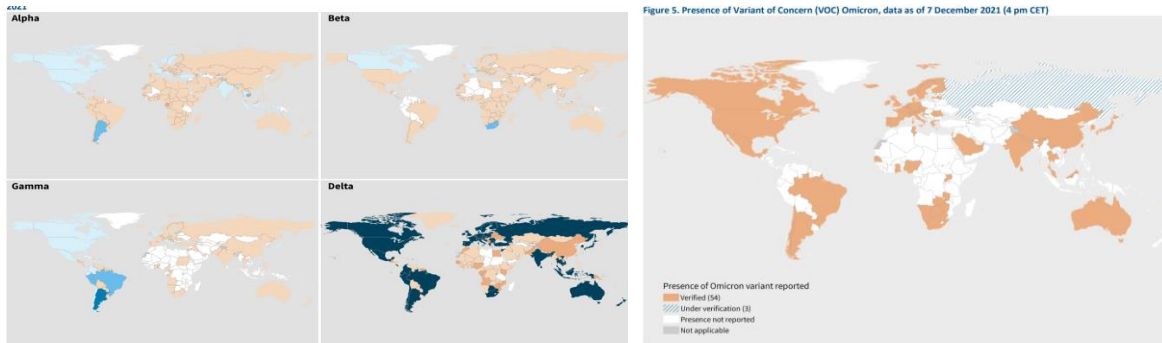 2021
Alpha
Beta
Gamma
Delta
Figure 5. Presence of Variant of Concern (VOC) Omicron, data as of 7 December 2021 (4 pm CET)
Presence of Omicron variant reported
Verified (54)
Under verification (3)
Presence not reported
Not applicable